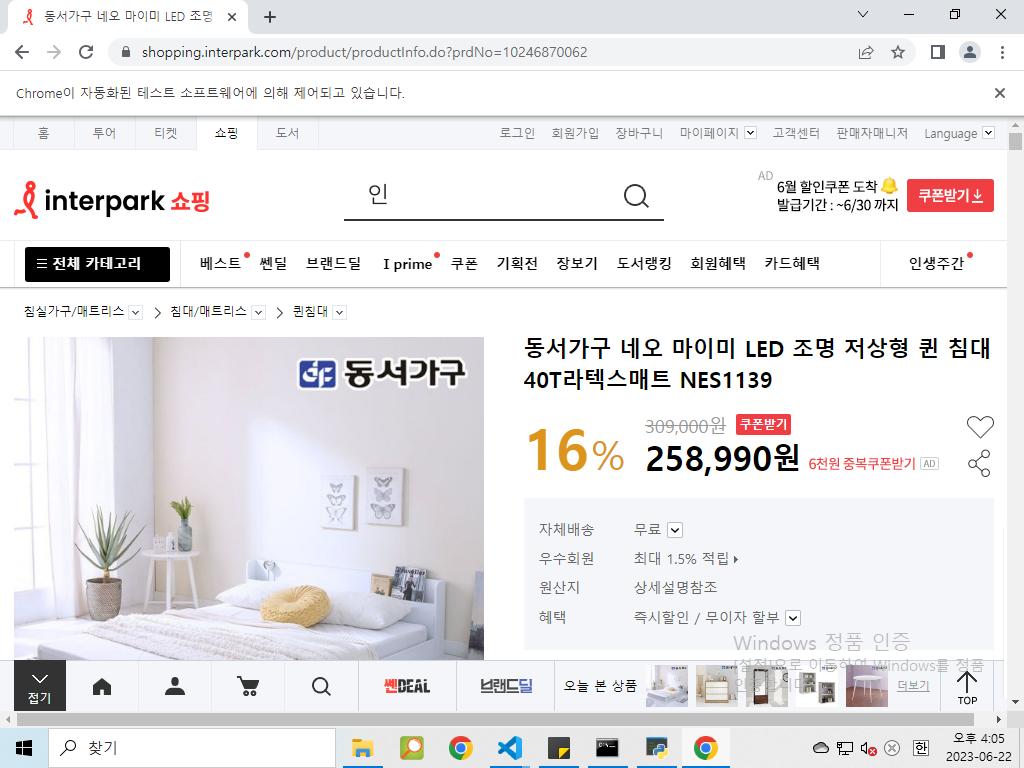 동서가구 네오 마이미 LED 조명
shopping.interpark.com/product/productInfo.do?prdNo=10246870062
Chrome이 자동화된 테스트 소프트웨어에 의해 제어되고 있습니다.
홈 투어 티켓 쇼핑 도서 로그인 회원가입 장바구니 마이페이지 고객센터 판매자매니저 Language
interpark 쇼핑
인
AD
6월 할인쿠폰 도착
발급기간 : ~6/30 까지
쿠폰받기
전체 카테고리 베스트 쎈딜 브랜드딜 I prime 쿠폰 기획전 장보기 도서랭킹 회원혜택 카드혜택 인생주간
침실가구/매트리스 침대/매트리스 퀸침대
동서가구
동서가구 네오 마이미 LED 조명 저상형 퀸 침대
40T라텍스매트 NES1139
16% 309,000원 쿠폰받기
258,990원 6천원 중복쿠폰받기 AD
자체배송 무료
우수회원 최대 1.5% 적립
원산지 상세설명참조
혜택 즉시할인 / 무이자 할부
Windows 정품 인증
[설정]으로 이동하여 Windows를 정품
인증합니다.
접기 쎈DEAL 브랜드딜 오늘 본 상품 더보기 TOP
찾기
오후 4:05
2023-06-22
한